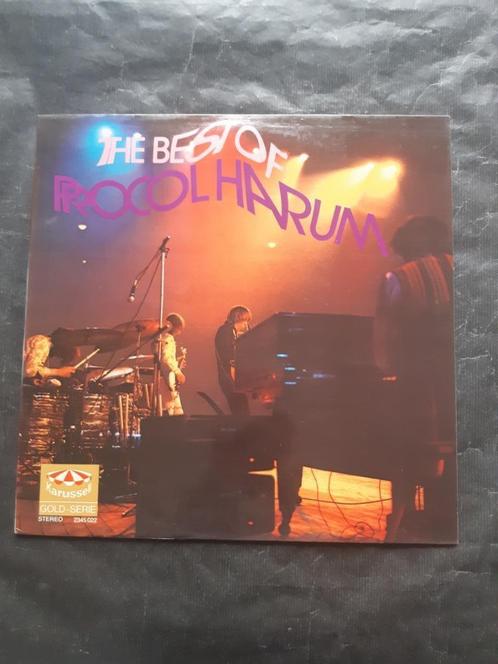 THE BEST OF
PROCOL HARUM
Karussell
GOLD-SERIE
STEREO 2345 022